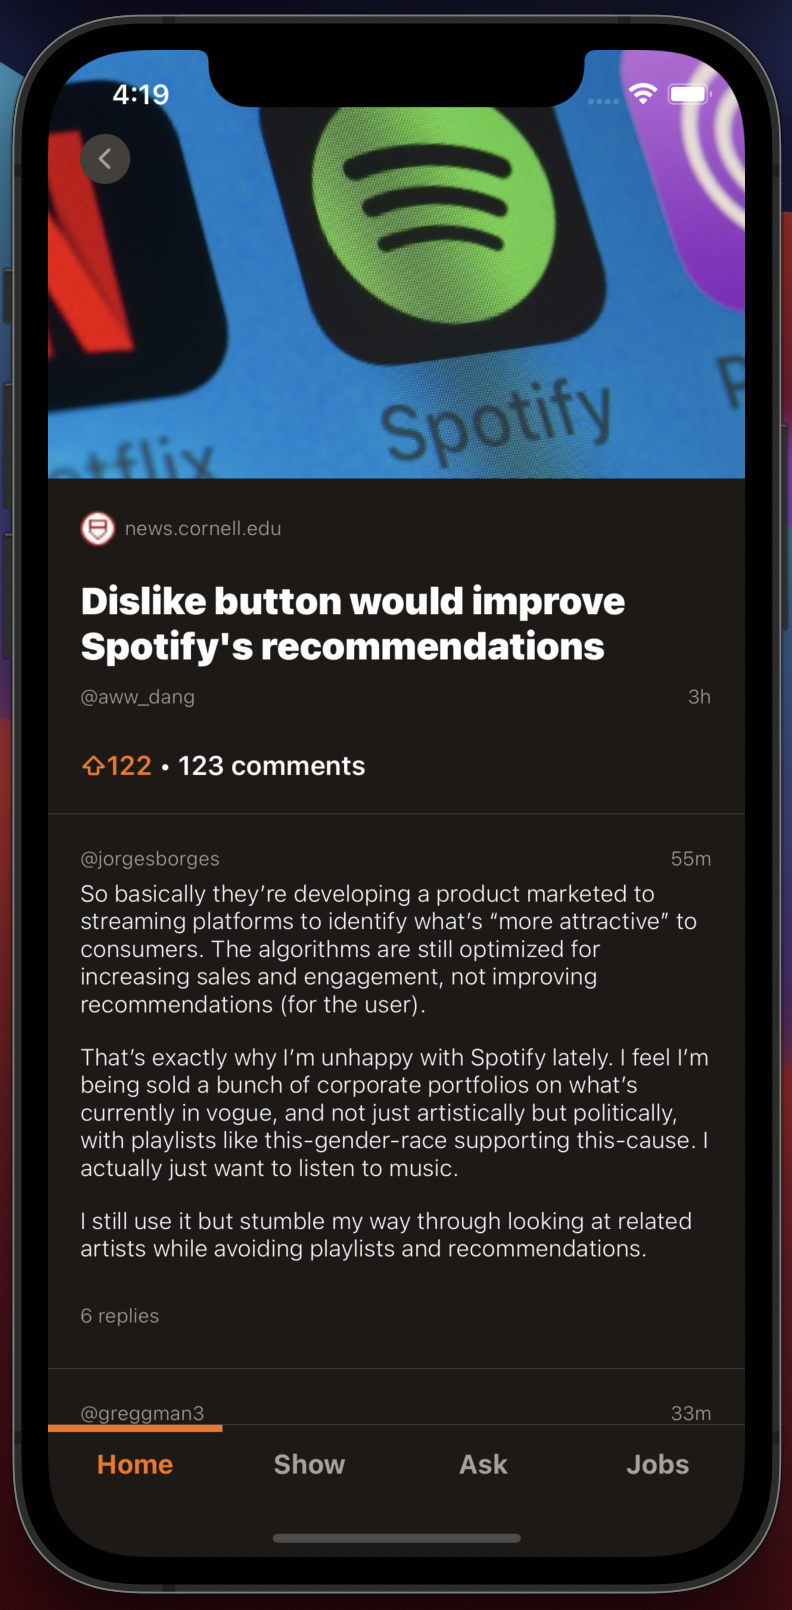 4:19
otflix
Spotify
P
news.cornell.edu
Dislike button would improve
Spotify's recommendations
@aww_dang 3h
122 • 123 comments
@jorgesborges 55m
So basically they’re developing a product marketed to
streaming platforms to identify what’s “more attractive” to
consumers. The algorithms are still optimized for
increasing sales and engagement, not improving
recommendations (for the user).
That’s exactly why I’m unhappy with Spotify lately. I feel I’m
being sold a bunch of corporate portfolios on what’s
currently in vogue, and not just artistically but politically,
with playlists like this-gender-race supporting this-cause. I
actually just want to listen to music.
I still use it but stumble my way through looking at related
artists while avoiding playlists and recommendations.
6 replies
@greggman3 33m
Home Show Ask Jobs